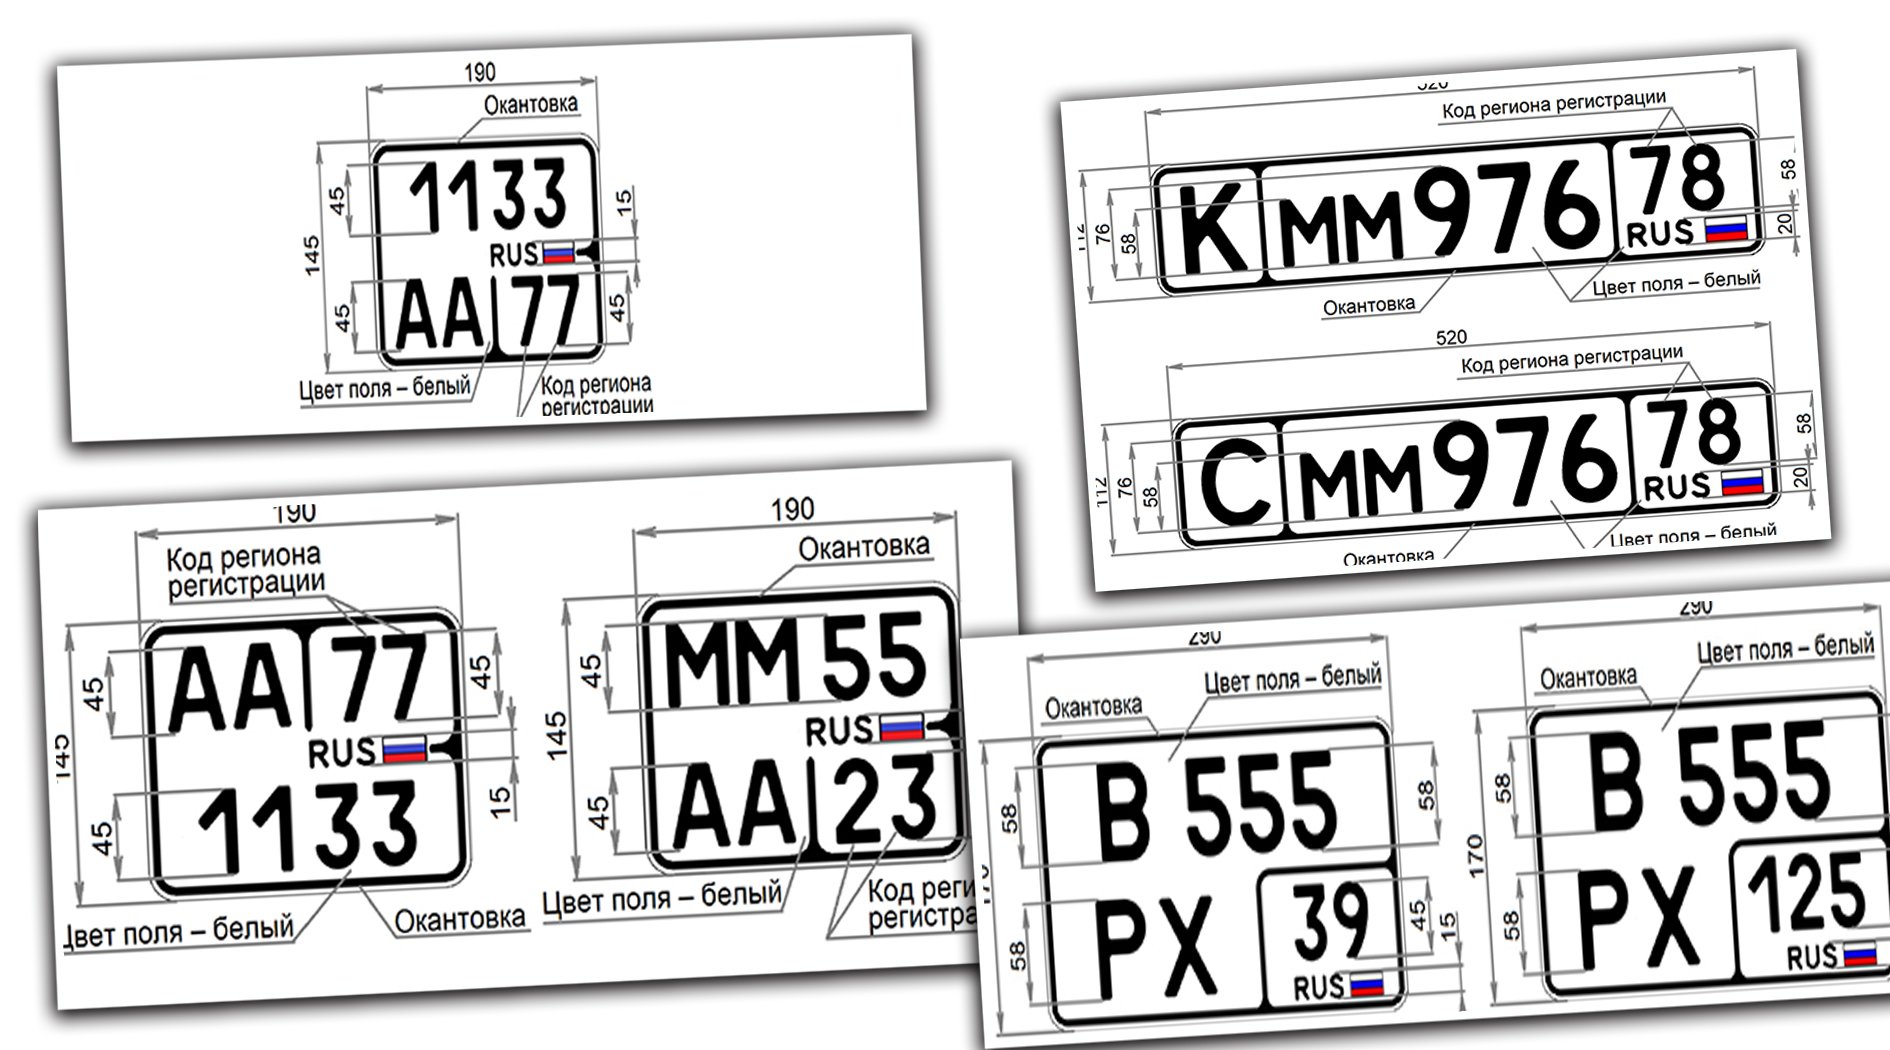 190
Окантовка
1133
45
15
145
RUS
АА 77
45
45
Цвет поля – белый
Код региона
регистрации
520
Код региона регистрации
К ММ976 78
58
76
58
RUS
20
Цвет поля – белый
Окантовка
520
Код региона регистрации
С ММ976 78
58
112
76
58
RUS
20
Окантовка
Цвет поля – белый
190
Код региона
регистрации
АА 77
45
45
145
RUS
15
1133
45
Цвет поля – белый
Окантовка
190
Окантовка
ММ55
45
145
RUS
АА 23
45
Цвет поля – белый
Код реги
регистра
290
Цвет поля – белый
Окантовка
В 555
58
58
РХ 39
58
45
15
RUS
290
Цвет поля – белый
Окантовка
В 555
58
170
РХ 125
58
RUS